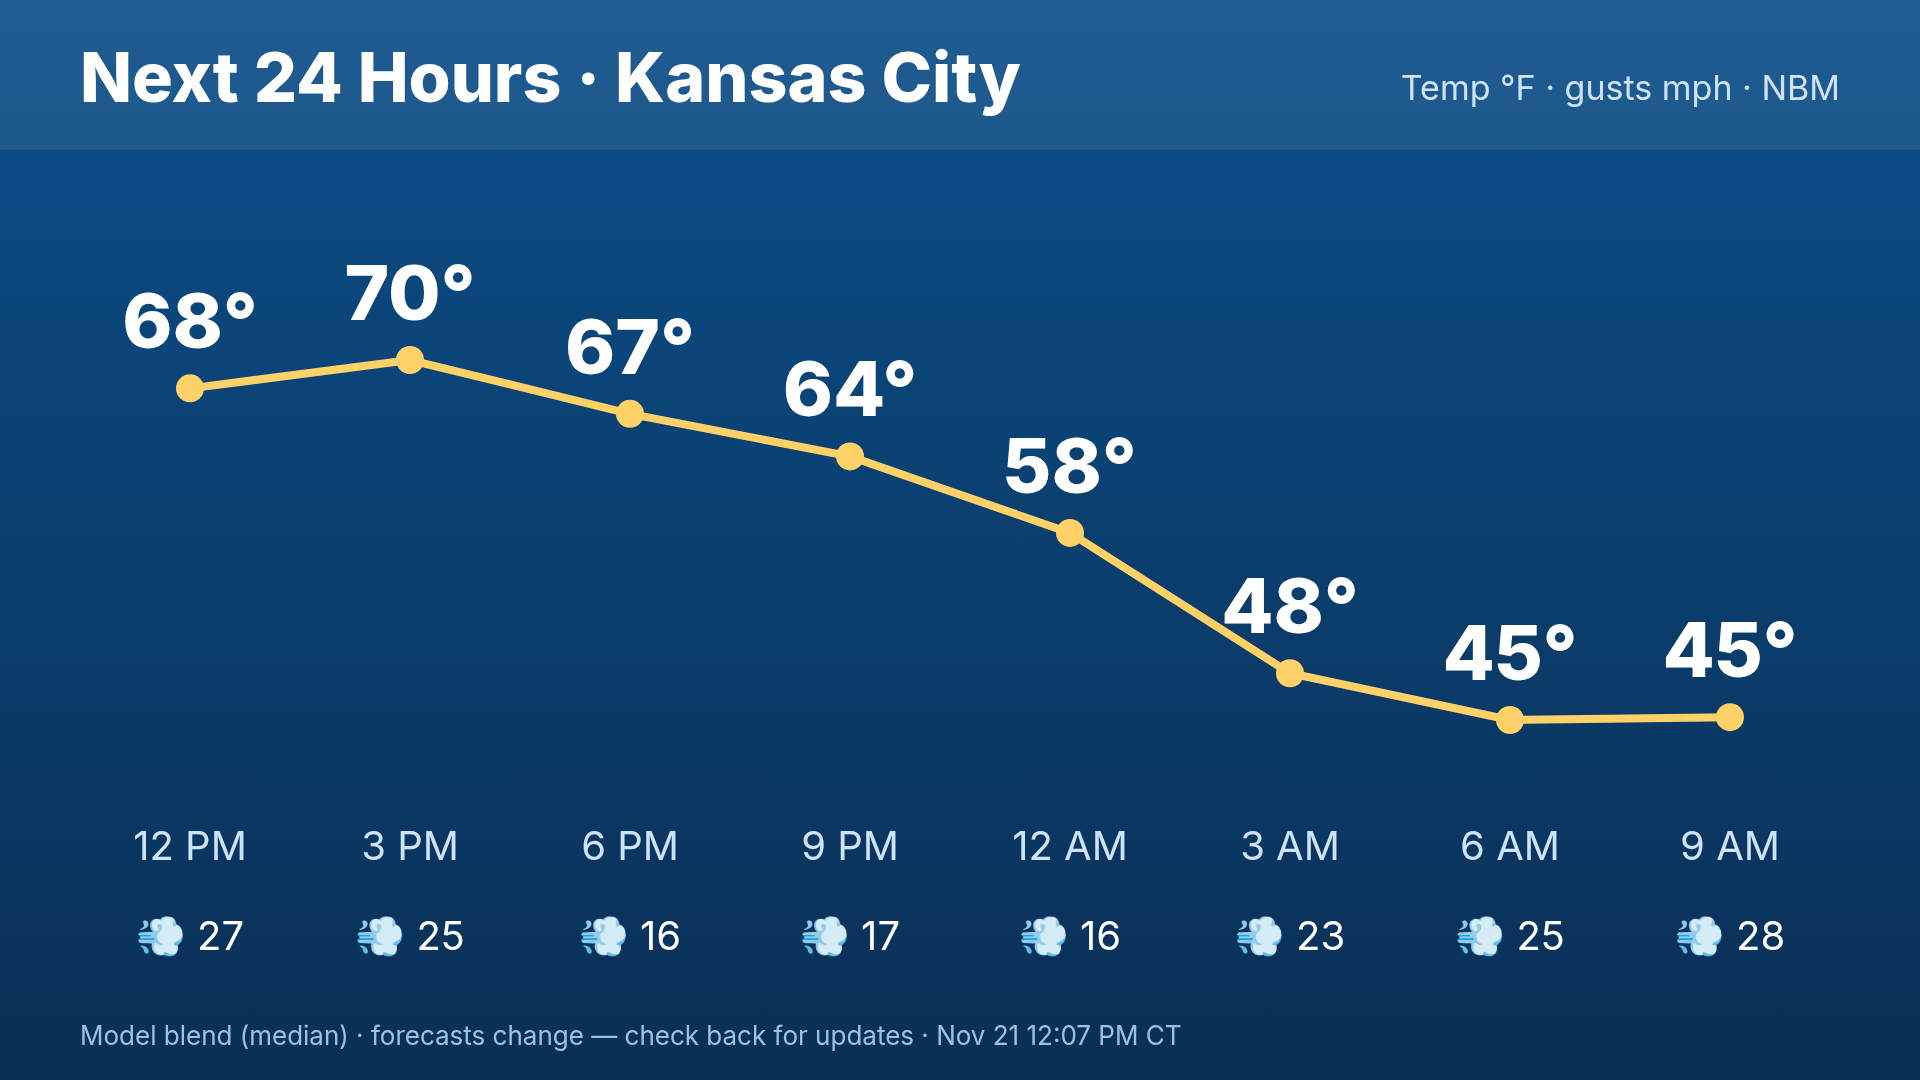 Next 24 Hours · Kansas City
Temp °F · gusts mph · NBM
68° 70° 67° 64° 58° 48° 45° 45°
12 PM 3 PM 6 PM 9 PM 12 AM 3 AM 6 AM 9 AM
💨 27 💨 25 💨 16 💨 17 💨 16 💨 23 💨 25 💨 28
Model blend (median) · forecasts change — check back for updates · Nov 21 12:07 PM CT